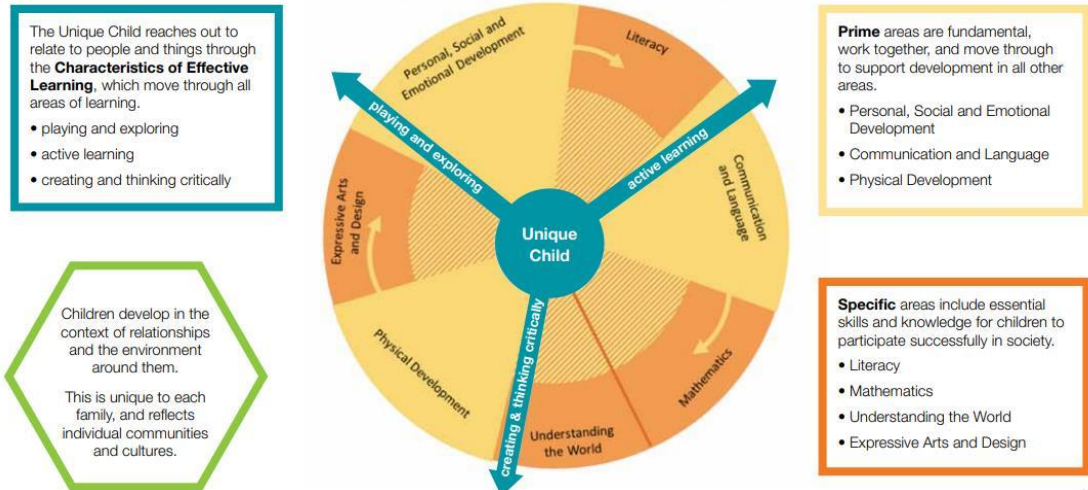 The Unique Child reaches out to
relate to people and things through
the Characteristics of Effective
Learning, which move through all
areas of learning.
• playing and exploring
• active learning
• creating and thinking critically
Children develop in the
context of relationships
and the environment
around them.
This is unique to each
family, and reflects
individual communities
and cultures.
Personal, Social and
Emotional Development
Literacy
playing and exploring
active learning
Communication
and Language
Expressive Arts
and Design
Unique
Child
Physical Development
creating & thinking critically
Mathematics
Understanding
the World
Prime areas are fundamental,
work together, and move through
to support development in all other
areas.
• Personal, Social and Emotional
Development
• Communication and Language
• Physical Development
Specific areas include essential
skills and knowledge for children to
participate successfully in society.
• Literacy
• Mathematics
• Understanding the World
• Expressive Arts and Design